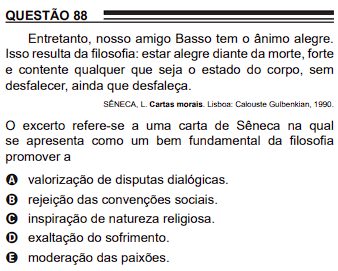 QUESTÃO 88
Entretanto, nosso amigo Basso tem o ânimo alegre.
Isso resulta da filosofia: estar alegre diante da morte, forte
e contente qualquer que seja o estado do corpo, sem
desfalecer, ainda que desfaleça.
SÊNECA, L. Cartas morais. Lisboa: Calouste Gulbenkian, 1990.
O excerto refere-se a uma carta de Sêneca na qual
se apresenta como um bem fundamental da filosofia
promover a
A valorização de disputas dialógicas.
B rejeição das convenções sociais.
C inspiração de natureza religiosa.
D exaltação do sofrimento.
E moderação das paixões.